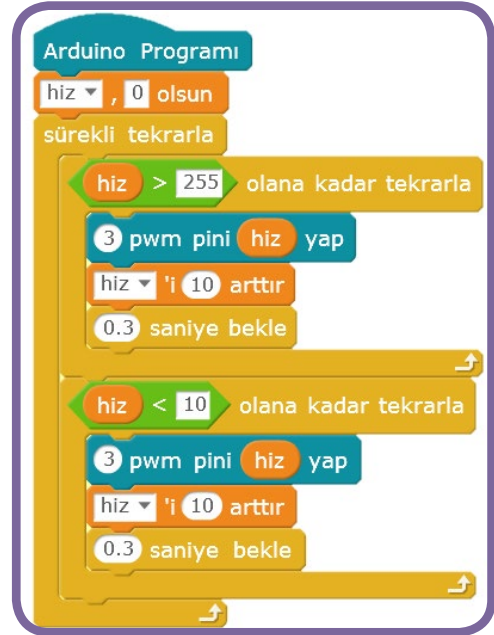 Arduino Programı
hiz , 0 olsun
sürekli tekrarla
hiz > 255 olana kadar tekrarla
3 pwm pini hiz yap
hiz 'i 10 arttır
0.3 saniye bekle
hiz < 10 olana kadar tekrarla
3 pwm pini hiz yap
hiz 'i 10 arttır
0.3 saniye bekle